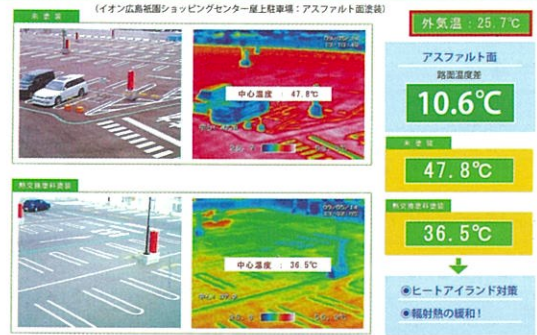 (イオン広島祇園ショッピングセンター屋上駐車場:アスファルト面塗装)
未塗装
中心温度 : 47.8℃
熱交換塗料塗装
中心温度 : 36.5℃
外気温:25.7℃
アスファルト面
路面温度差
10.6℃
未塗装
47.8℃
熱交換塗料塗装
36.5℃
◉ヒートアイランド対策
◉輻射熱の緩和!